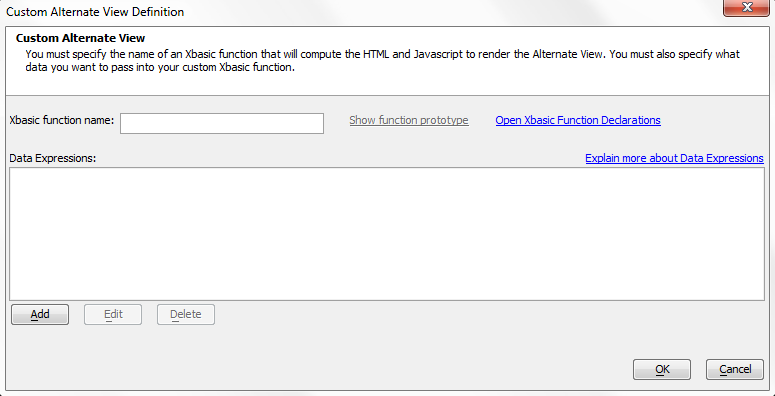 Custom Alternate View Definition
Custom Alternate View
You must specify the name of an Xbasic function that will compute the HTML and Javascript to render the Alternate View. You must also specify what
data you want to pass into your custom Xbasic function.
Xbasic function name: Show function prototype Open Xbasic Function Declarations
Data Expressions: Explain more about Data Expressions
Add Edit Delete
OK Cancel